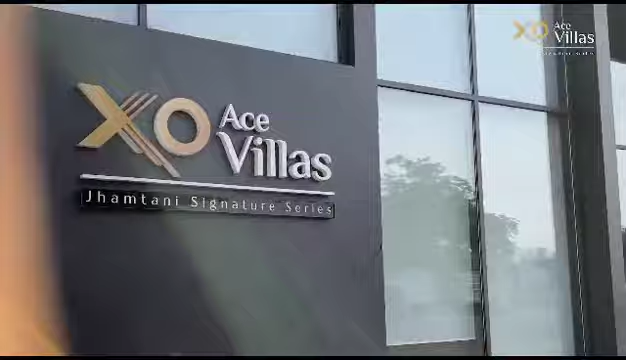 XO Ace
Villas
Jhamtani Signature Series
XO Ace
Villas